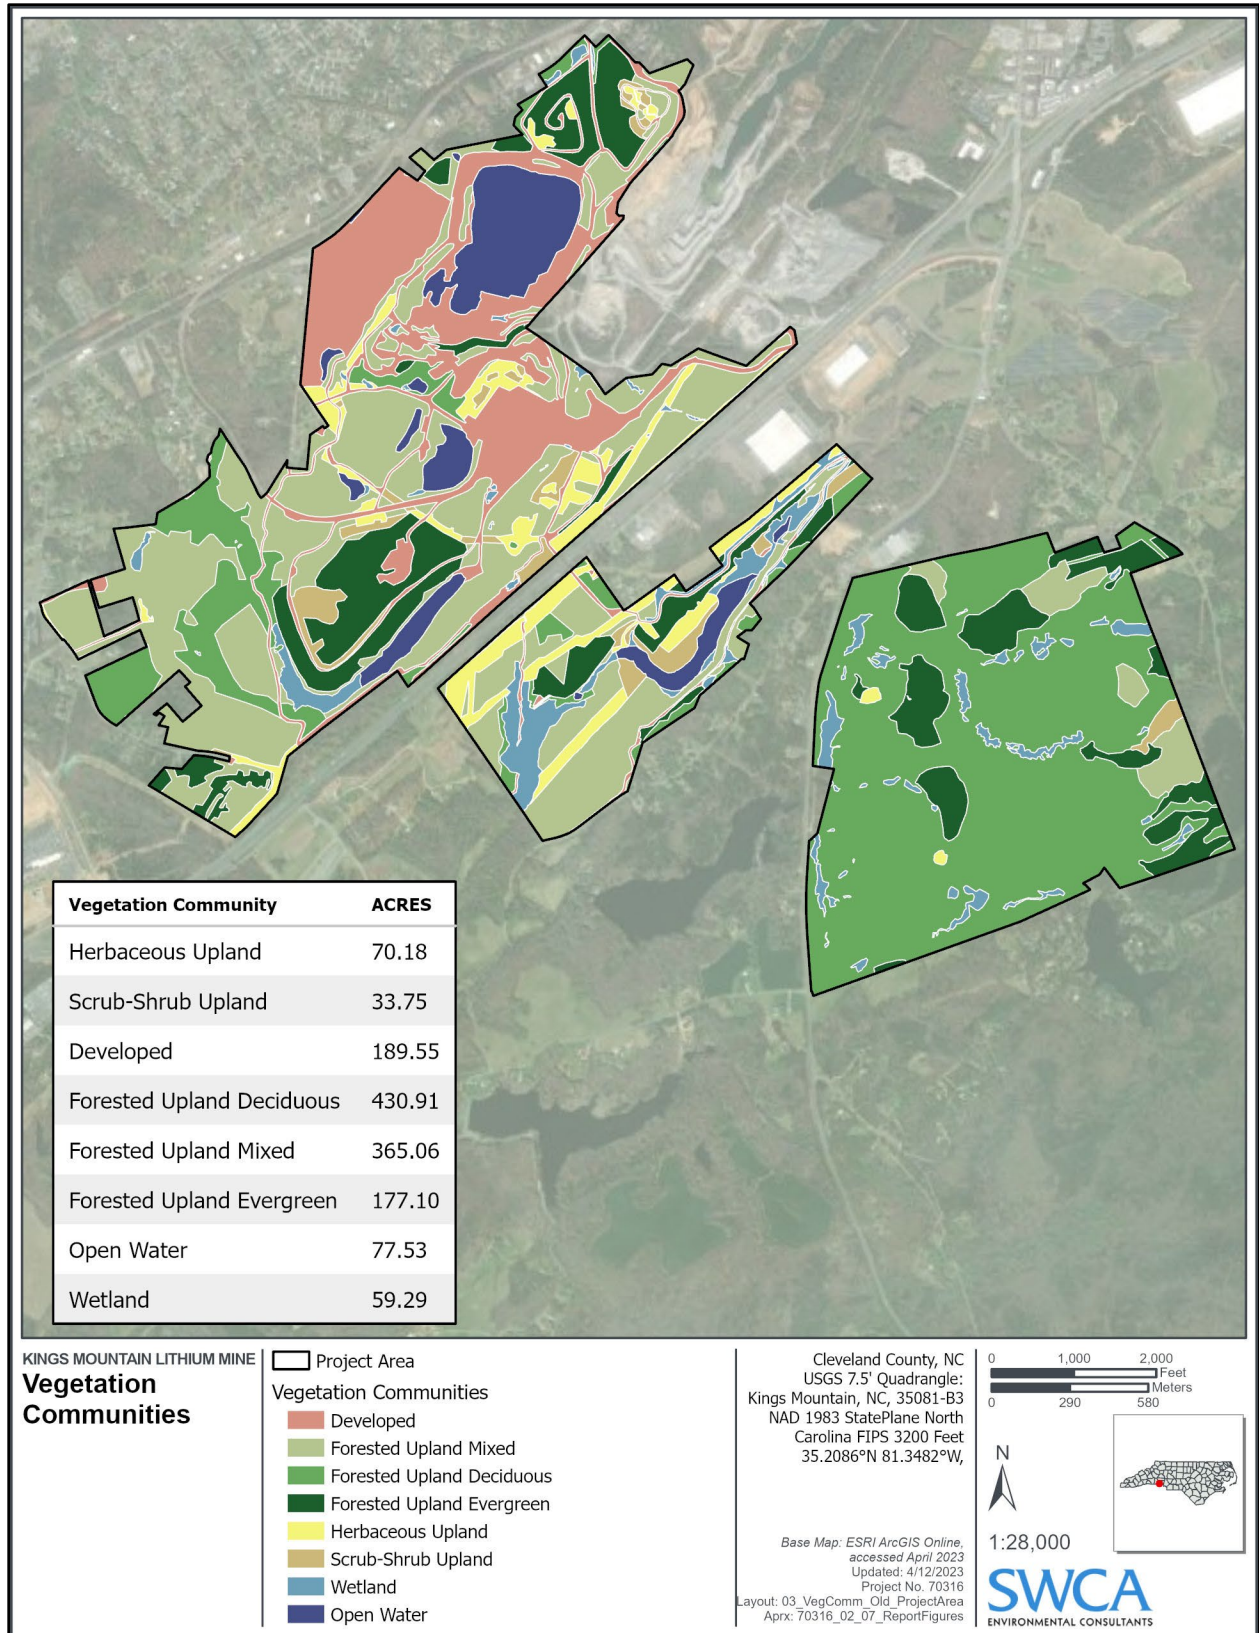 Vegetation Community ACRES
Herbaceous Upland 70.18
Scrub-Shrub Upland 33.75
Developed 189.55
Forested Upland Deciduous 430.91
Forested Upland Mixed 365.06
Forested Upland Evergreen 177.10
Open Water 77.53
Wetland 59.29
KINGS MOUNTAIN LITHIUM MINE
Vegetation
Communities
Project Area
Vegetation Communities
Developed
Forested Upland Mixed
Forested Upland Deciduous
Forested Upland Evergreen
Herbaceous Upland
Scrub-Shrub Upland
Wetland
Open Water
Cleveland County, NC
USGS 7.5' Quadrangle:
Kings Mountain, NC, 35081-B3
NAD 1983 StatePlane North
Carolina FIPS 3200 Feet
35.2086°N 81.3482°W,
Base Map: ESRI ArcGIS Online,
accessed April 2023
Updated: 4/12/2023
Project No. 70316
Layout: 03_VegComm_Old_ProjectArea
Aprx: 70316_02_07_ReportFigures
0 1,000 2,000
Feet
Meters
0 290 580
N
1:28,000
SWCA
ENVIRONMENTAL CONSULTANTS